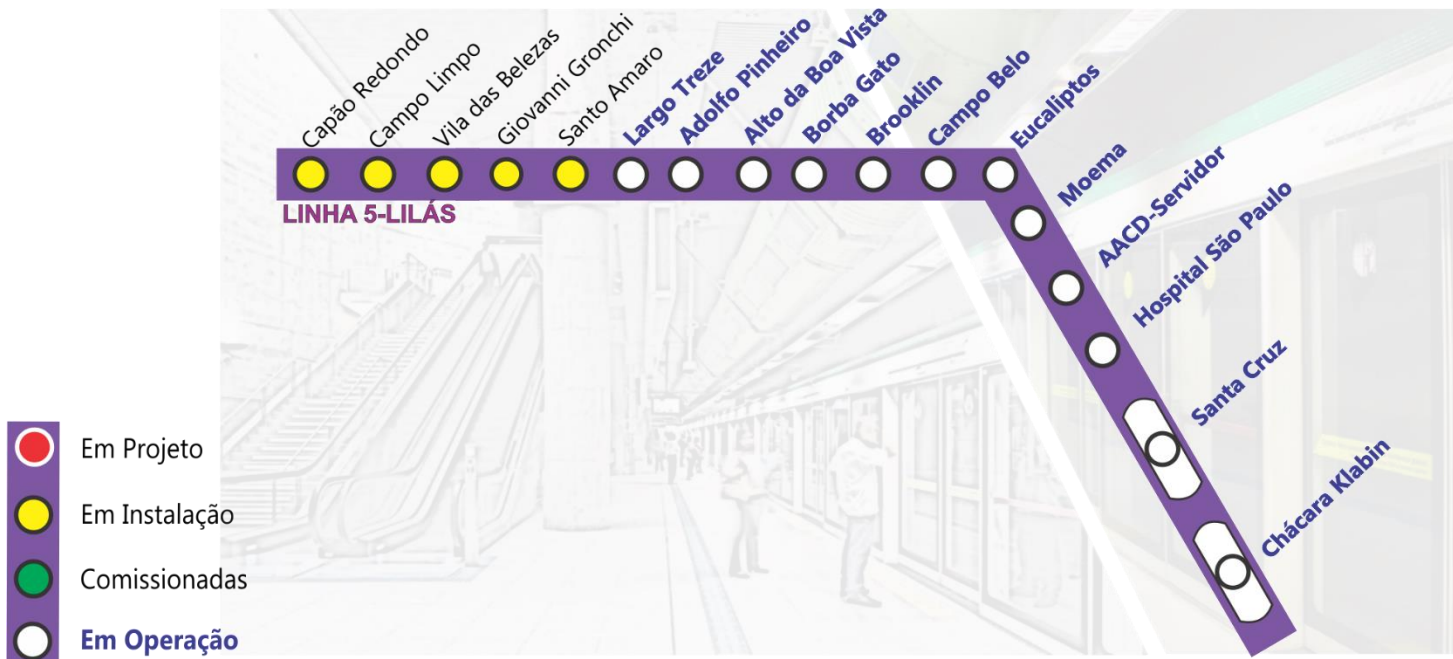 Capão Redondo
Campo Limpo
Vila das Belezas
Giovanni Gronchi
Santo Amaro
Largo Treze
Adolfo Pinheiro
Alto da Boa Vista
Borba Gato
Brooklin
Campo Belo
Eucaliptos
Moema
AACD-Servidor
Hospital São Paulo
Santa Cruz
Chácara Klabin
LINHA 5-LILÁS
Em Projeto
Em Instalação
Comissionadas
Em Operação